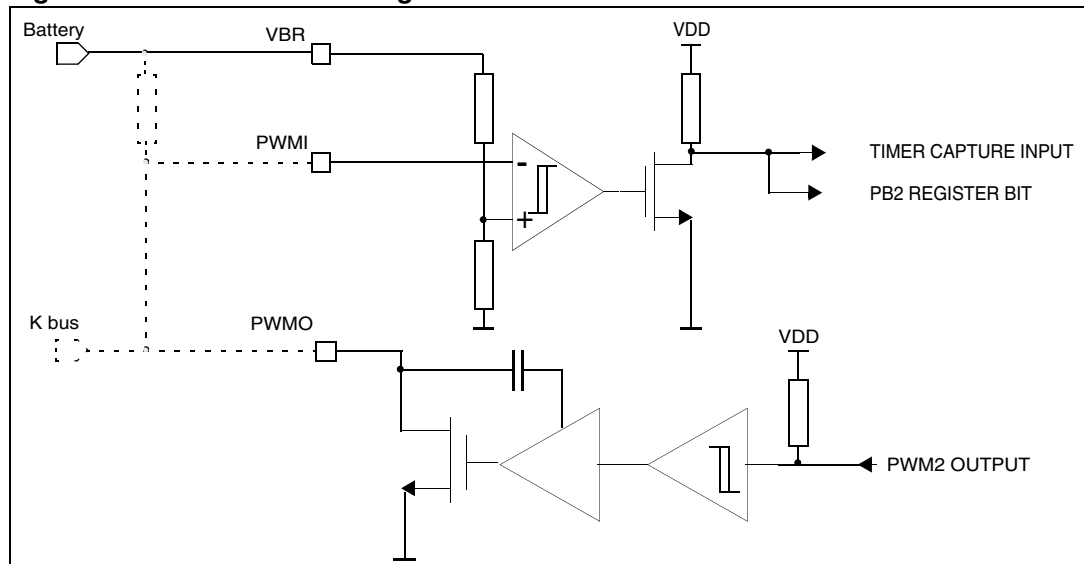 Battery
VBR
VDD
PWMI
-
TIMER CAPTURE INPUT
PB2 REGISTER BIT
+
K bus
PWMO
VDD
PWM2 OUTPUT